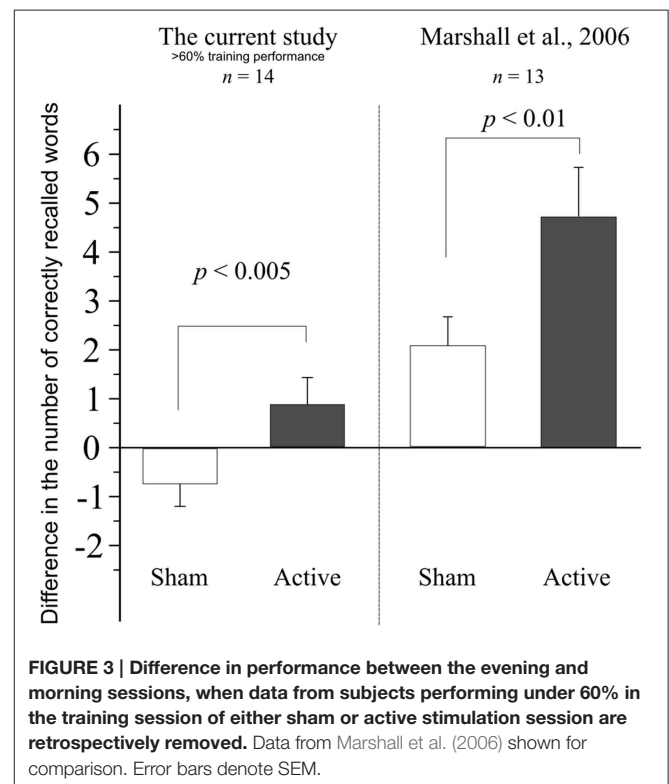 The current study
>60% training performance
n = 14
Marshall et al., 2006
n = 13
Difference in the number of correctly recalled words
6
5
4
3
2
1
0
-1
-2
p < 0.005
p < 0.01
Sham
Active
Sham
Active
FIGURE 3 | Difference in performance between the evening and
morning sessions, when data from subjects performing under 60% in
the training session of either sham or active stimulation session are
retrospectively removed. Data from Marshall et al. (2006) shown for
comparison. Error bars denote SEM.